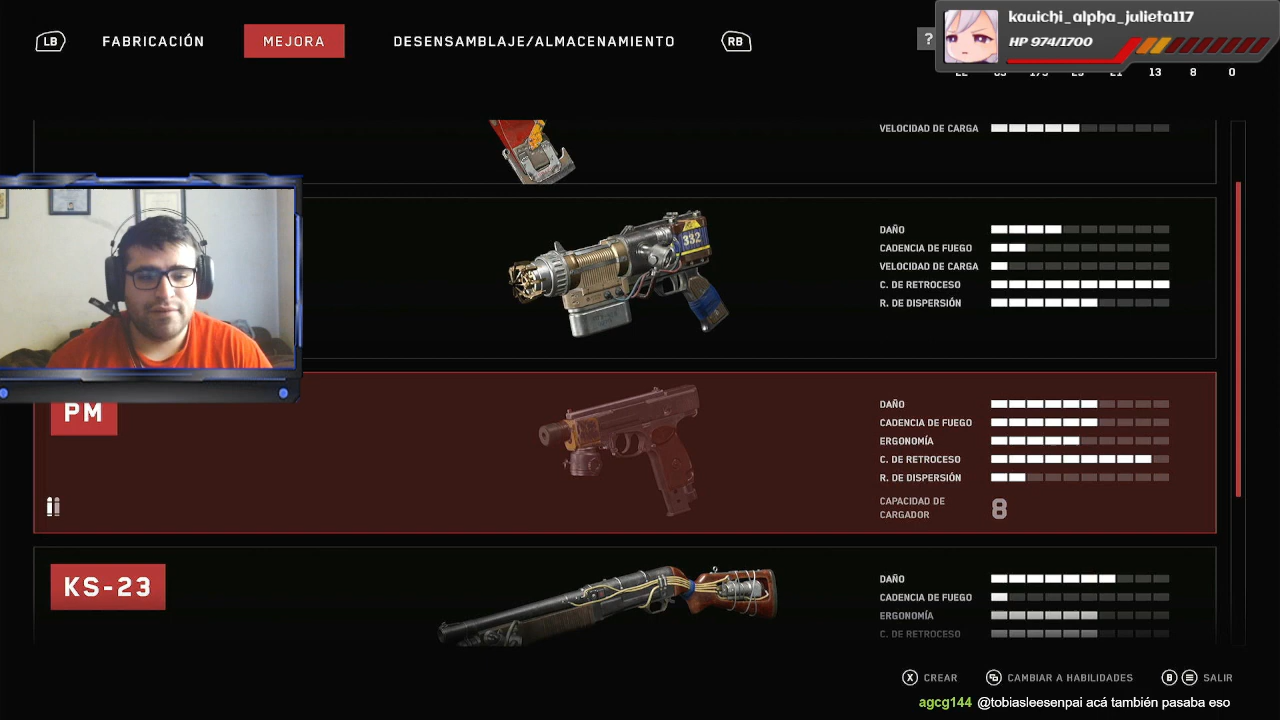 LB FABRICACIÓN MEJORA DESENSAMBLAJE/ALMACENAMIENTO RB ?
kauichi_alpha_julieta117
HP 974/1700
13 8 0
VELOCIDAD DE CARGA
332
DAÑO
CADENCIA DE FUEGO
VELOCIDAD DE CARGA
C. DE RETROCESO
R. DE DISPERSIÓN
PM
DAÑO
CADENCIA DE FUEGO
ERGONOMÍA
C. DE RETROCESO
R. DE DISPERSIÓN
CAPACIDAD DE
CARGADOR
8
KS-23
DAÑO
CADENCIA DE FUEGO
ERGONOMÍA
C. DE RETROCESO
X CREAR CAMBIAR A HABILIDADES B SALIR
agcg144 @tobiasleesenpai acá también pasaba eso